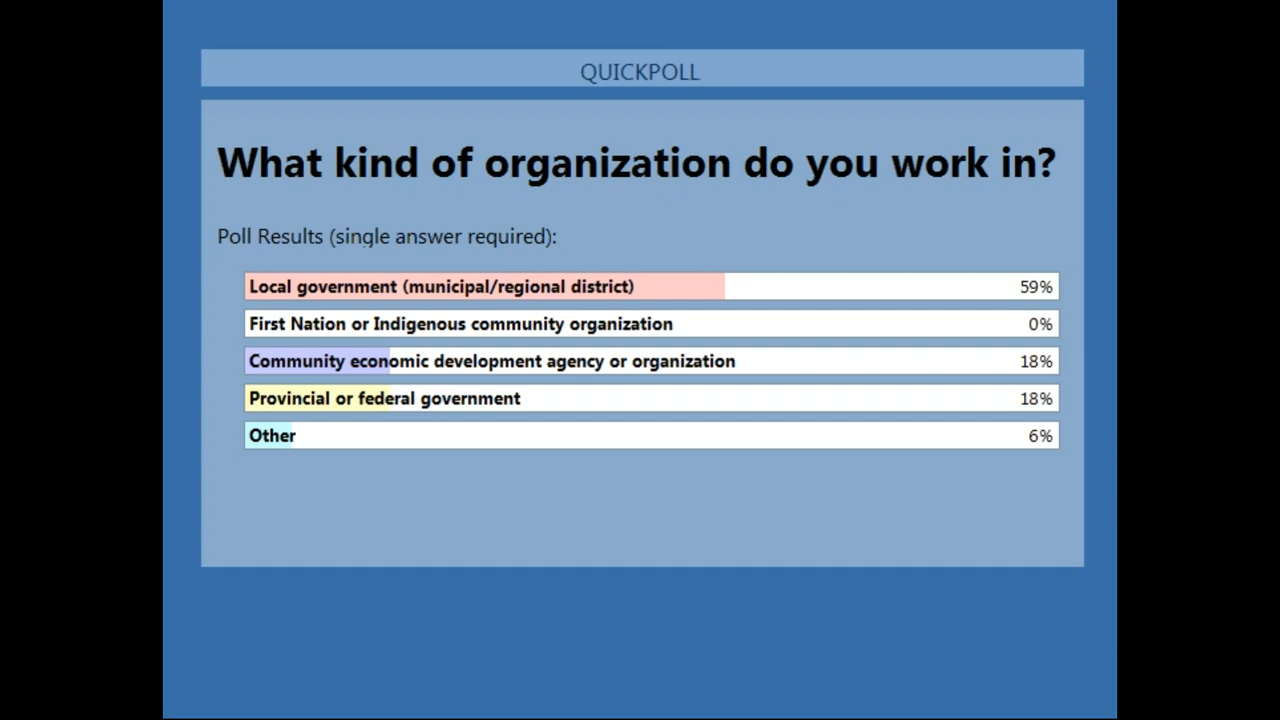 QUICKPOLL
What kind of organization do you work in?
Poll Results (single answer required):
Local government (municipal/regional district) 59%
First Nation or Indigenous community organization 0%
Community economic development agency or organization 18%
Provincial or federal government 18%
Other 6%